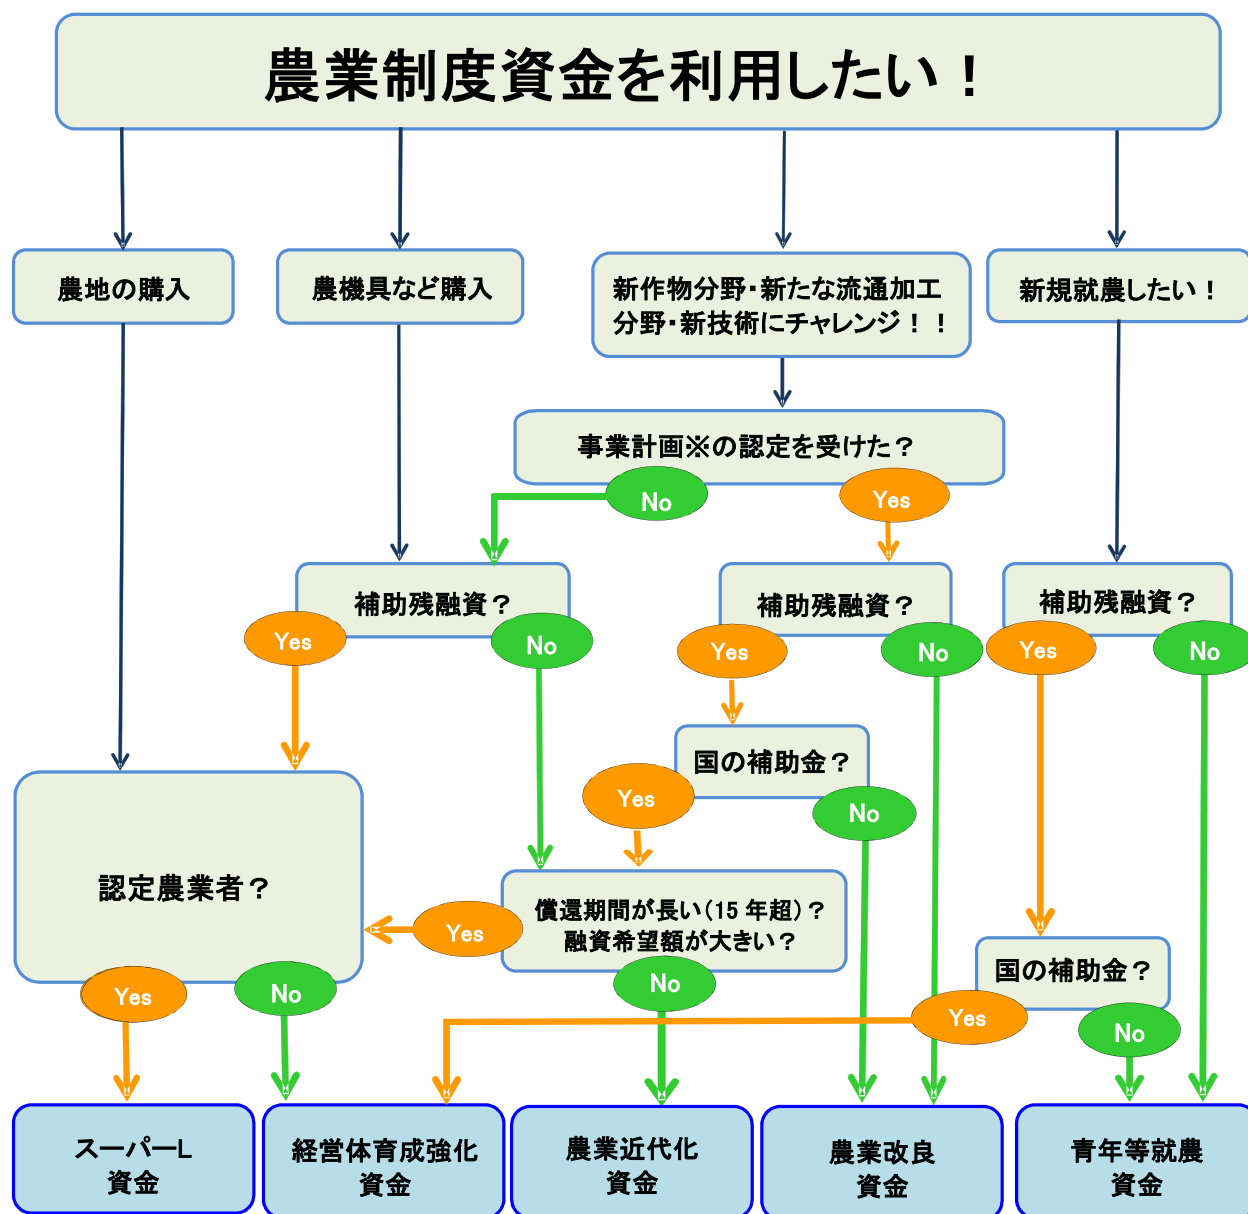 農業制度資金を利用したい！
農地の購入
農機具など購入
新作物分野・新たな流通加工
分野・新技術にチャレンジ！！
新規就農したい！
事業計画※の認定を受けた？
No
Yes
補助残融資？
Yes
No
補助残融資？
Yes
No
補助残融資？
Yes
No
国の補助金？
Yes
No
認定農業者？
Yes
No
償還期間が長い（15 年超）？
融資希望額が大きい？
Yes
No
国の補助金？
Yes
No
スーパーL
資金
経営体育成強化
資金
農業近代化
資金
農業改良
資金
青年等就農
資金